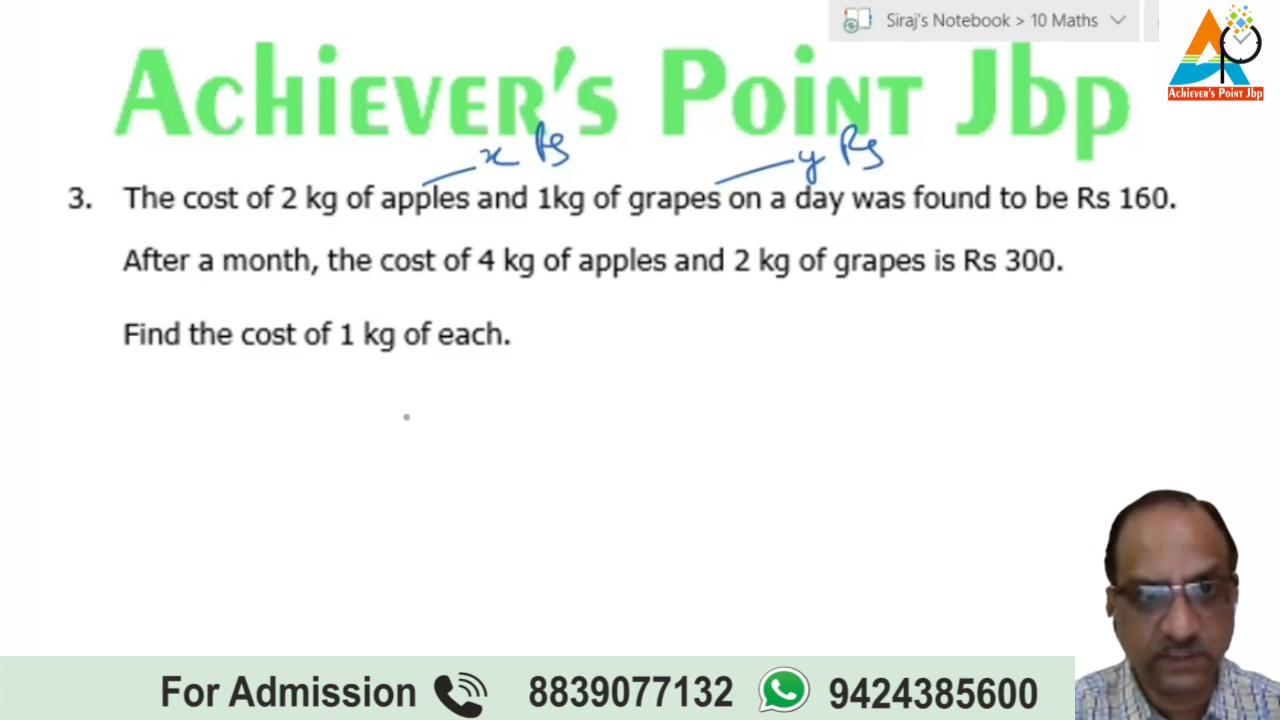 Siraj's Notebook > 10 Maths
Achiever's Point Jbp
Achiever's Point Jbp
x Rs
y Rs
3. The cost of 2 kg of apples and 1kg of grapes on a day was found to be Rs 160.
After a month, the cost of 4 kg of apples and 2 kg of grapes is Rs 300.
Find the cost of 1 kg of each.
For Admission 8839077132 9424385600